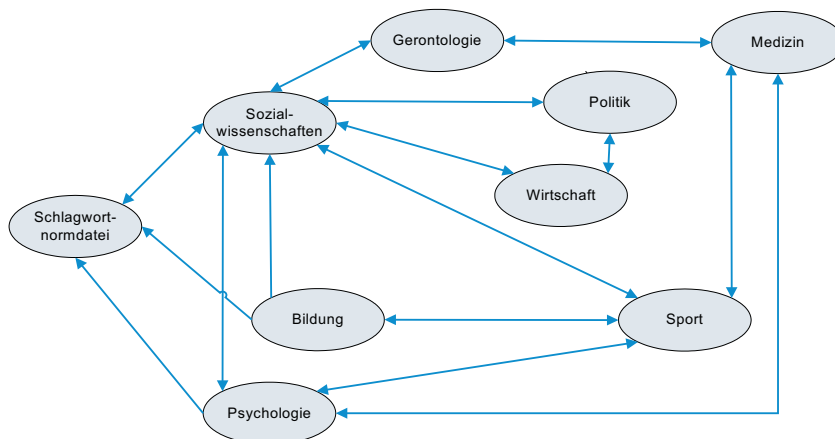 Gerontologie
Medizin
Sozial-
wissenschaften
Politik
Wirtschaft
Schlagwort-
normdatei
Bildung
Sport
Psychologie